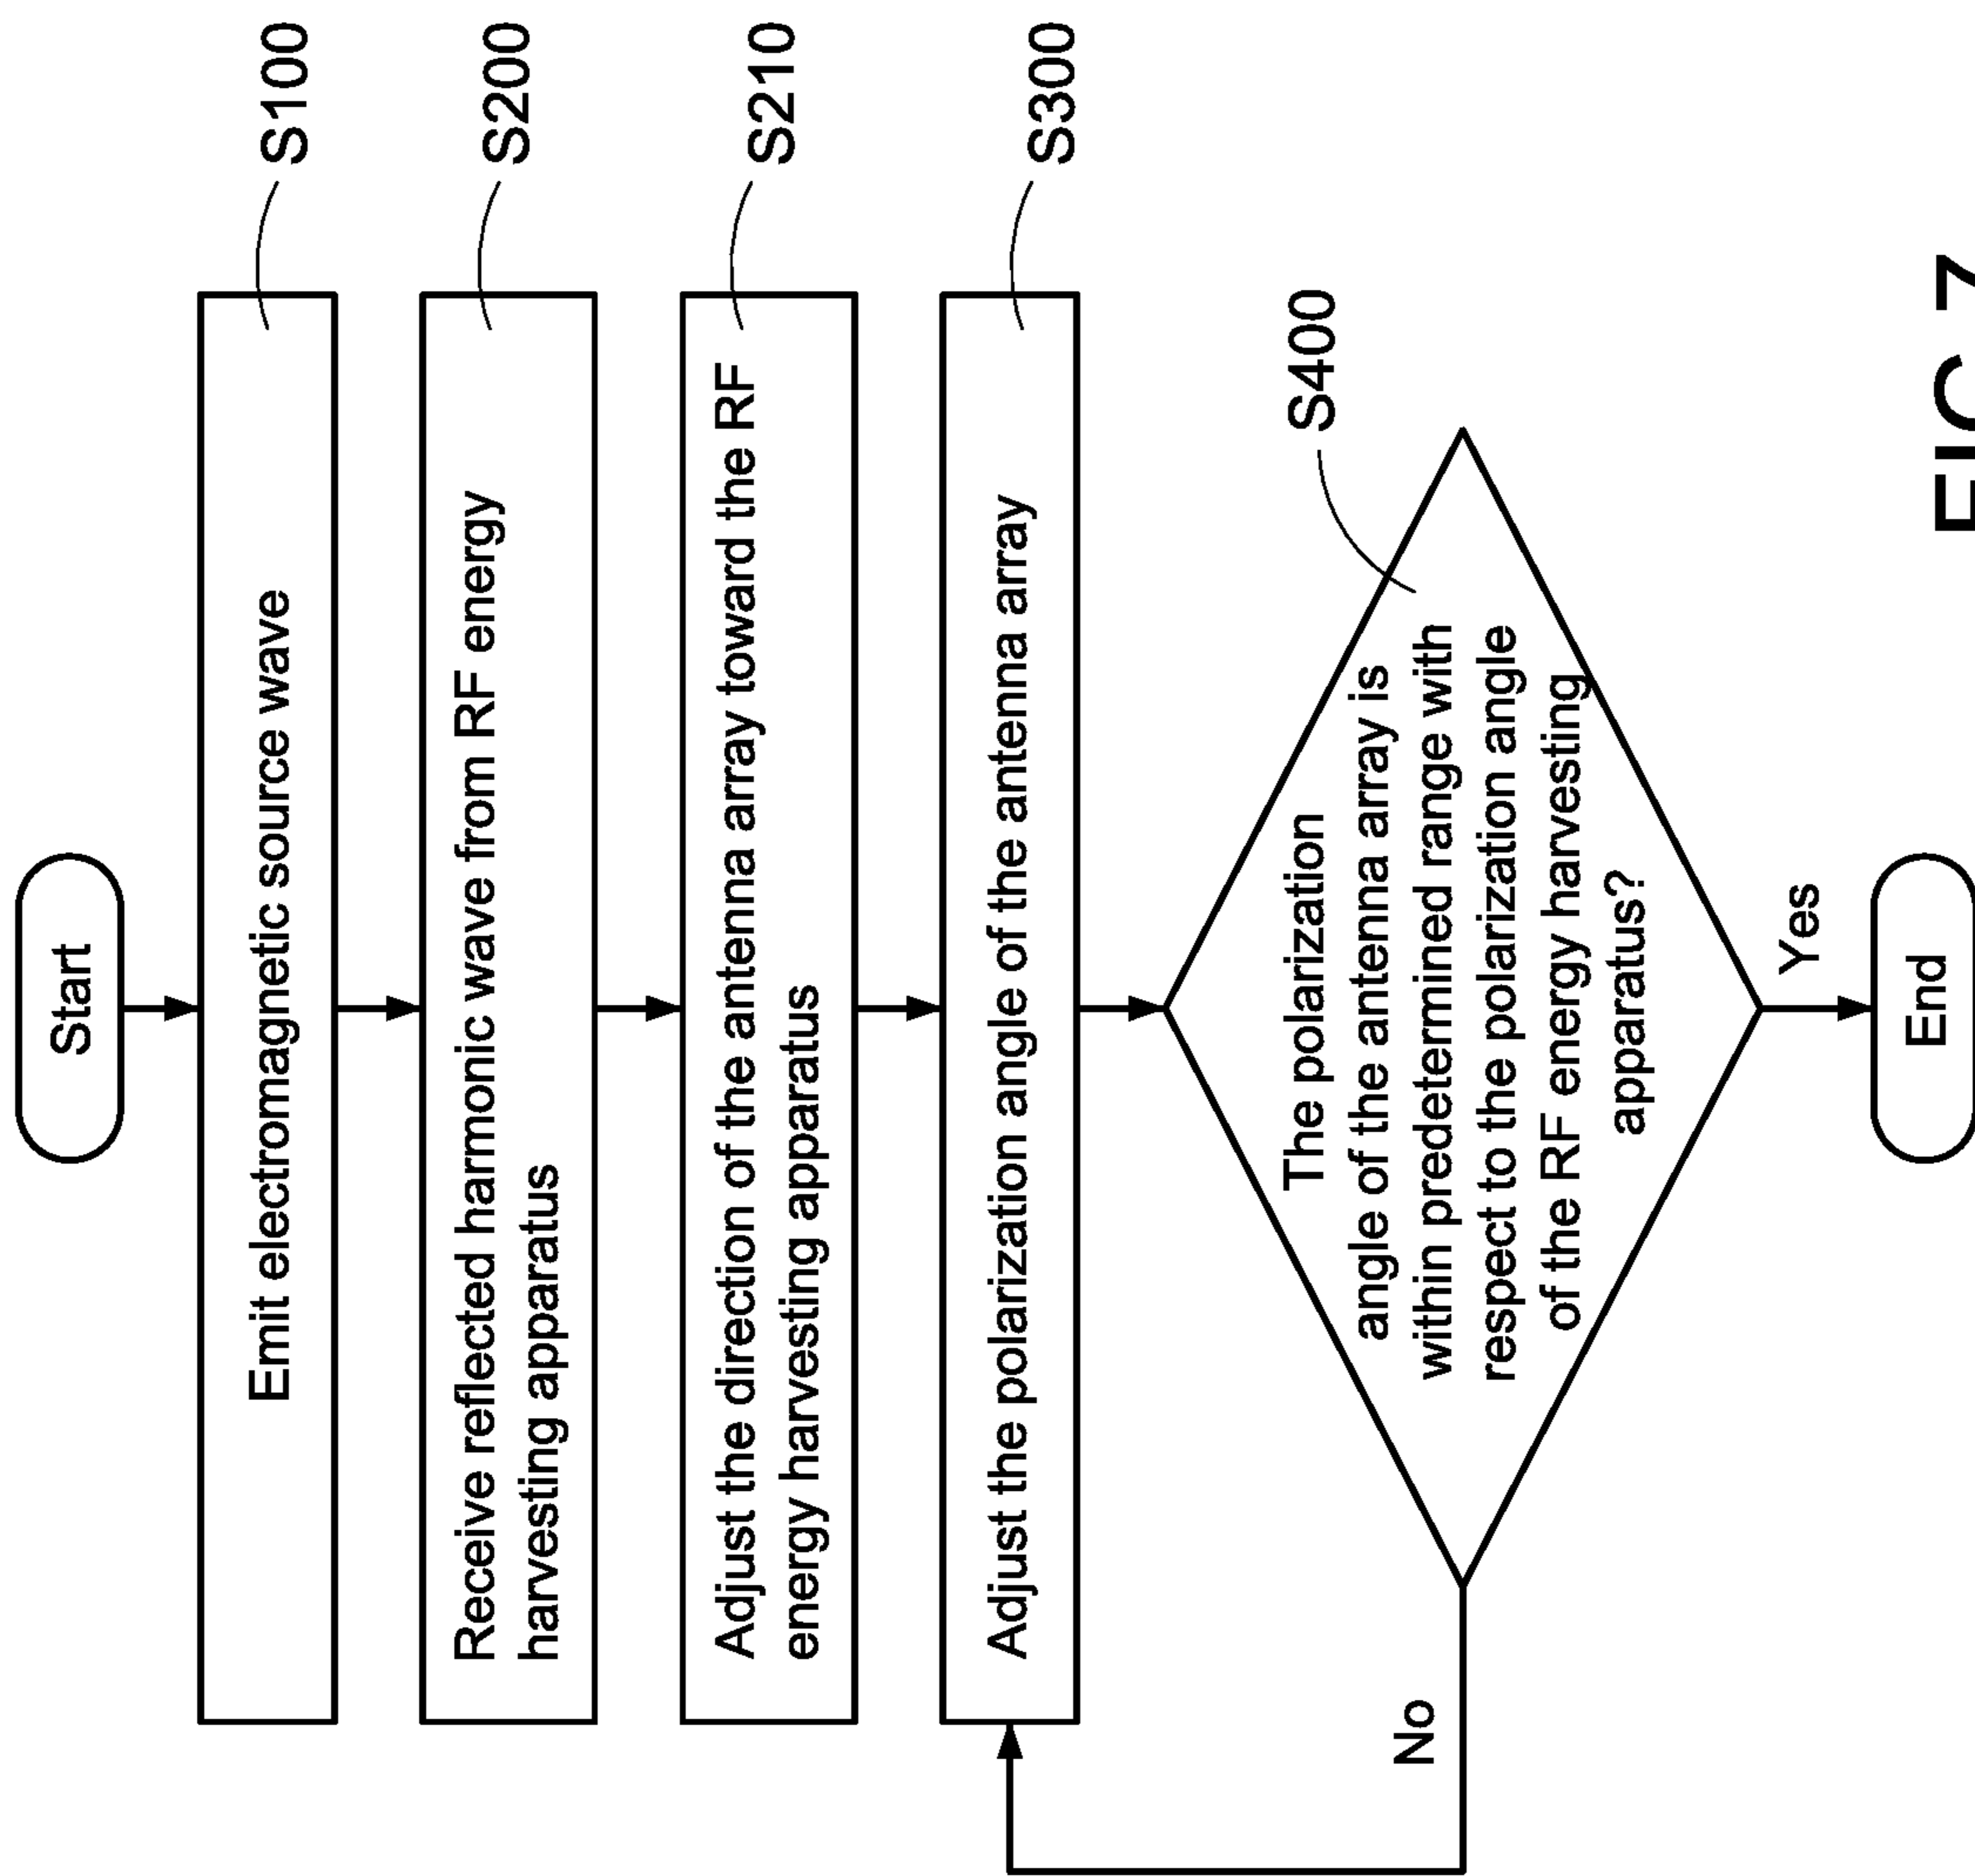 Start
Emit electromagnetic source wave
S100
Receive reflected harmonic wave from RF energy
harvesting apparatus
S200
Adjust the direction of the antenna array toward the RF
energy harvesting apparatus
S210
Adjust the polarization angle of the antenna array
S300
The polarization
angle of the antenna array is
within predetermined range with
respect to the polarization angle
of the RF energy harvesting
apparatus?
S400
No
Yes
End
FIG. 7